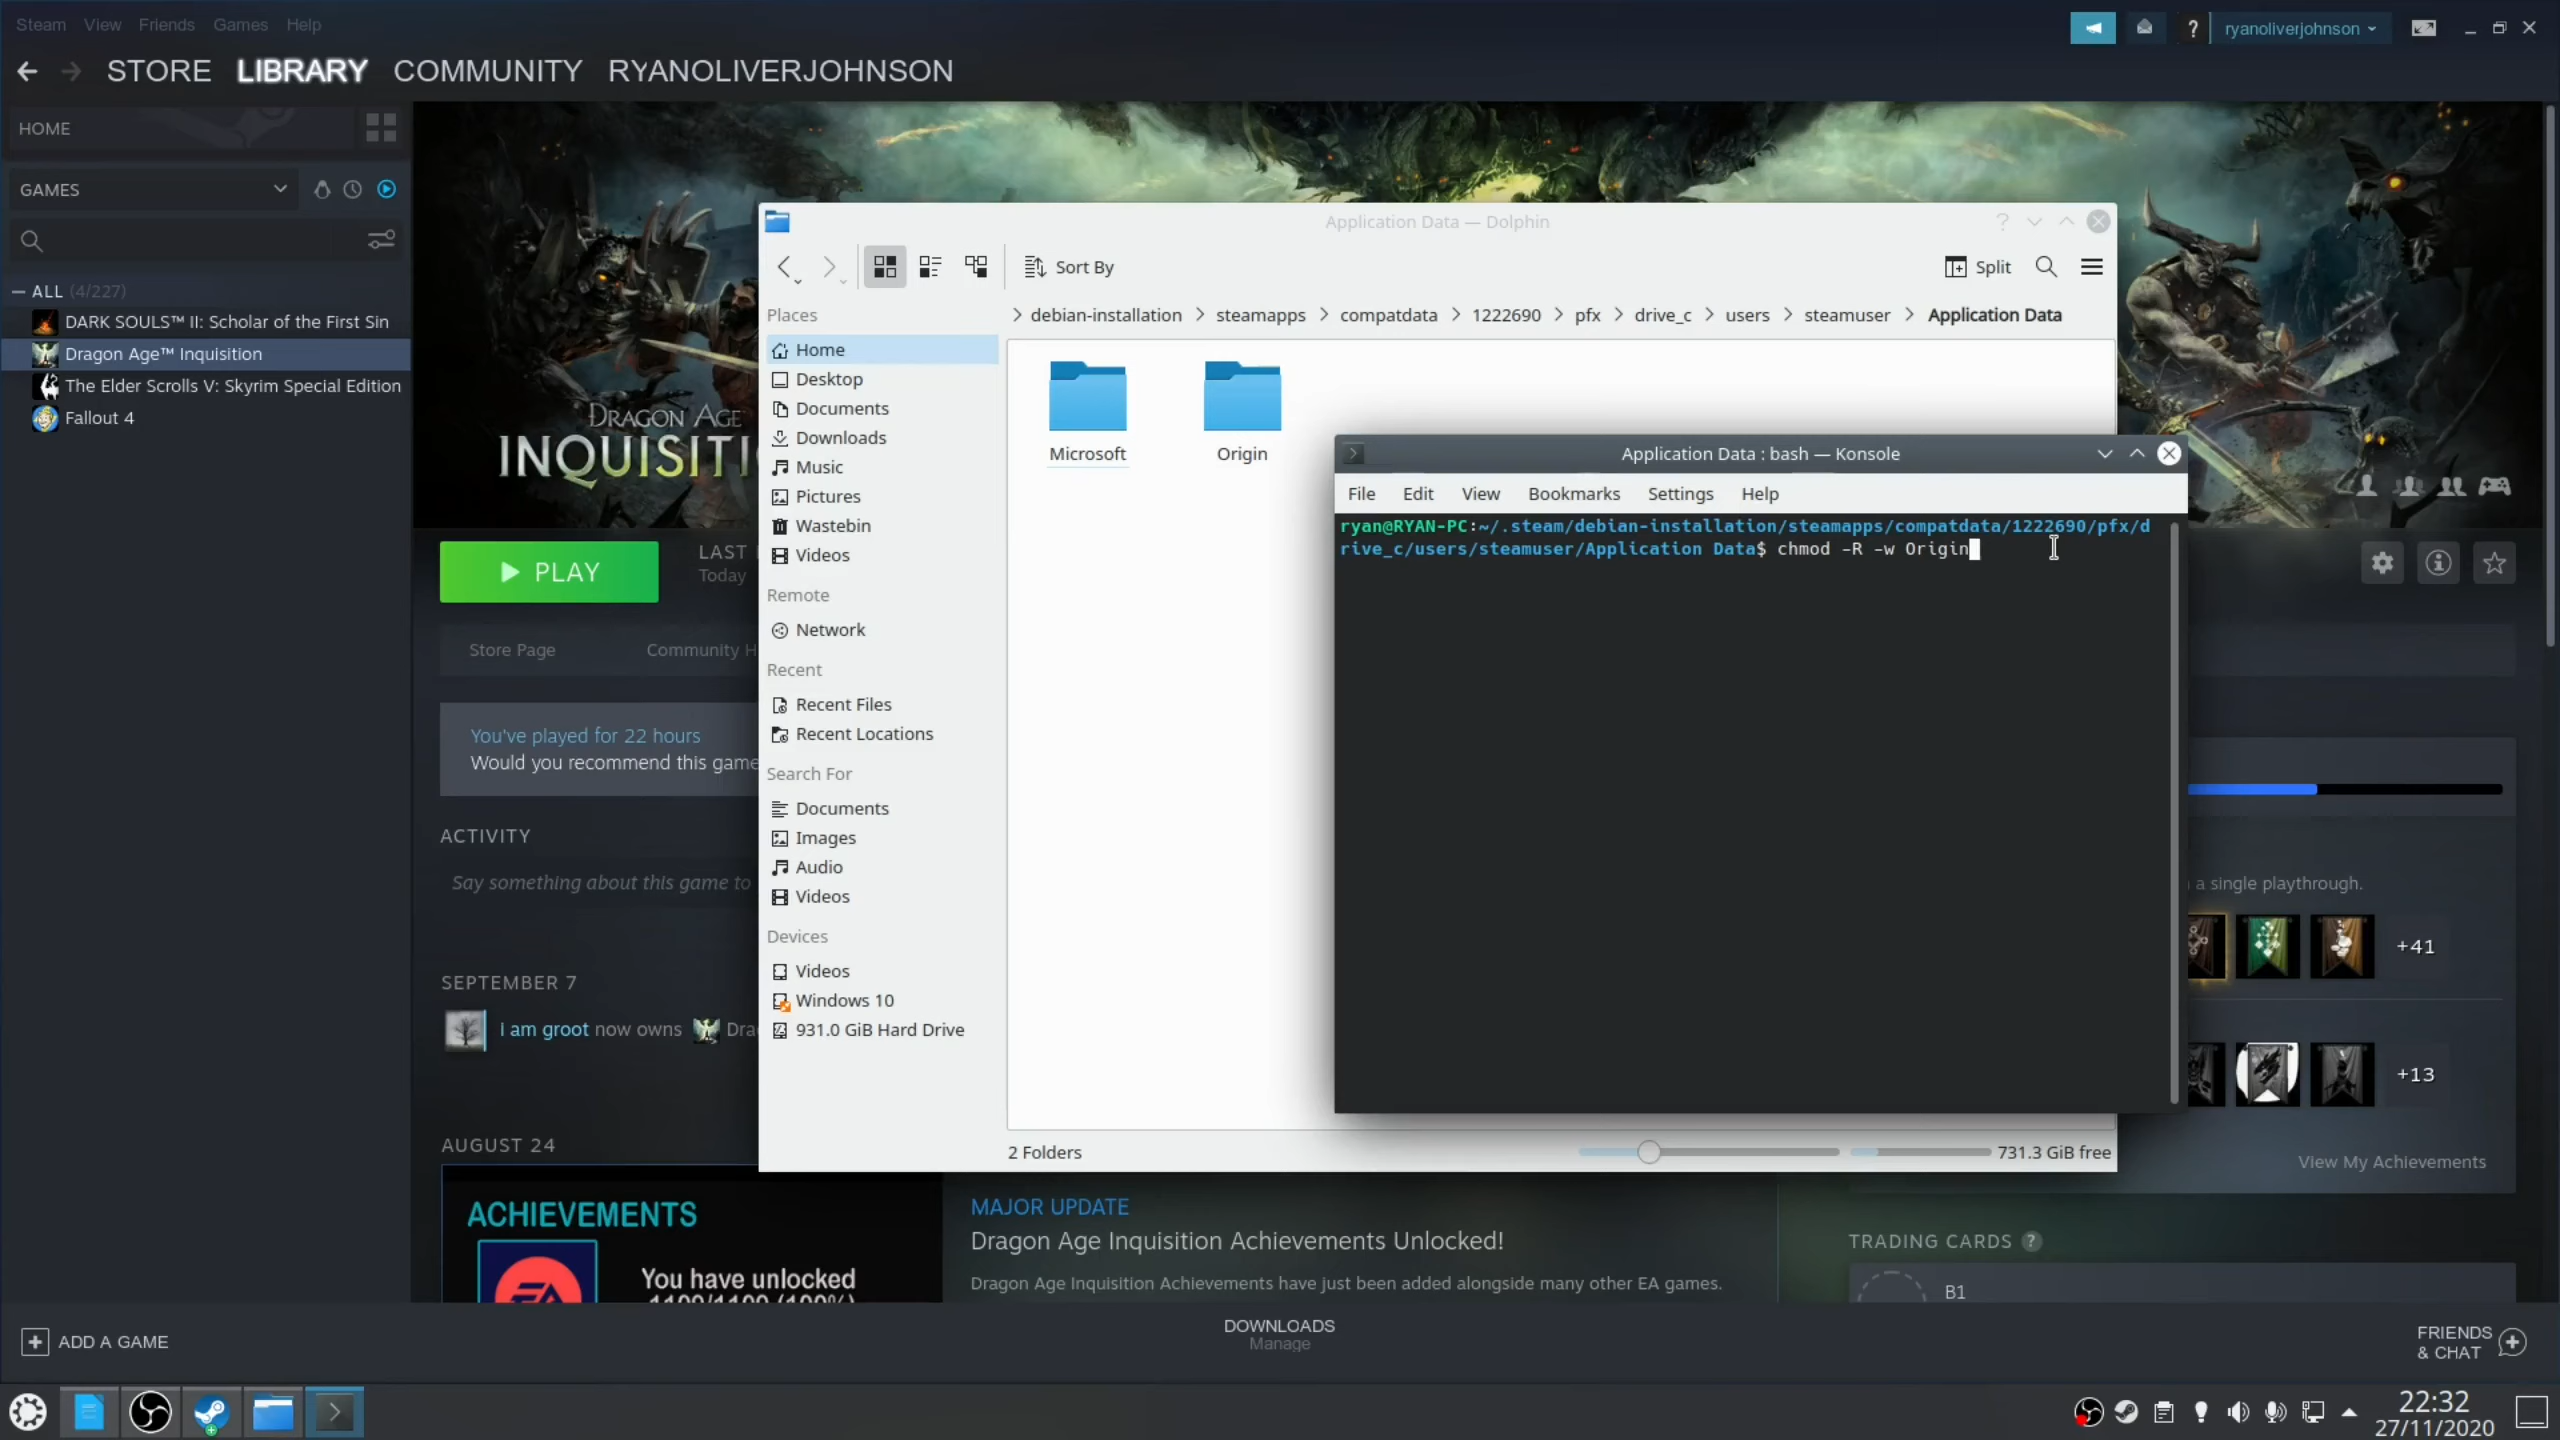 Steam View Friends Games Help
ryanoliverjohnson
STORE LIBRARY COMMUNITY RYANOLIVERJOHNSON
HOME
GAMES
ALL (4/227)
DARK SOULS™ II: Scholar of the First Sin
Dragon Age™ Inquisition
The Elder Scrolls V: Skyrim Special Edition
Fallout 4
DRAGON AGE
INQUISITI
PLAY
LAST
Today
Store Page
Community H
You've played for 22 hours
Would you recommend this game
ACTIVITY
Say something about this game to
SEPTEMBER 7
I am groot now owns Dra
AUGUST 24
ACHIEVEMENTS
You have unlocked
1100/1100 (100%)
Application Data — Dolphin
Sort By
Split
> debian-installation > steamapps > compatdata > 1222690 > pfx > drive_c > users > steamuser > Application Data
Places
Home
Desktop
Documents
Downloads
Music
Pictures
Wastebin
Videos
Remote
Network
Recent
Recent Files
Recent Locations
Search For
Documents
Images
Audio
Videos
Devices
Videos
Windows 10
931.0 GiB Hard Drive
Microsoft
Origin
2 Folders
731.3 GiB free
Application Data : bash — Konsole
File Edit View Bookmarks Settings Help
ryan@RYAN-PC:~/.steam/debian-installation/steamapps/compatdata/1222690/pfx/d
rive_c/users/steamuser/Application Data$ chmod -R -w Origin
a single playthrough.
+41
+13
View My Achievements
MAJOR UPDATE
Dragon Age Inquisition Achievements Unlocked!
Dragon Age Inquisition Achievements have just been added alongside many other EA games.
TRADING CARDS ?
B1
ADD A GAME
DOWNLOADS
Manage
FRIENDS
& CHAT
22:32
27/11/2020